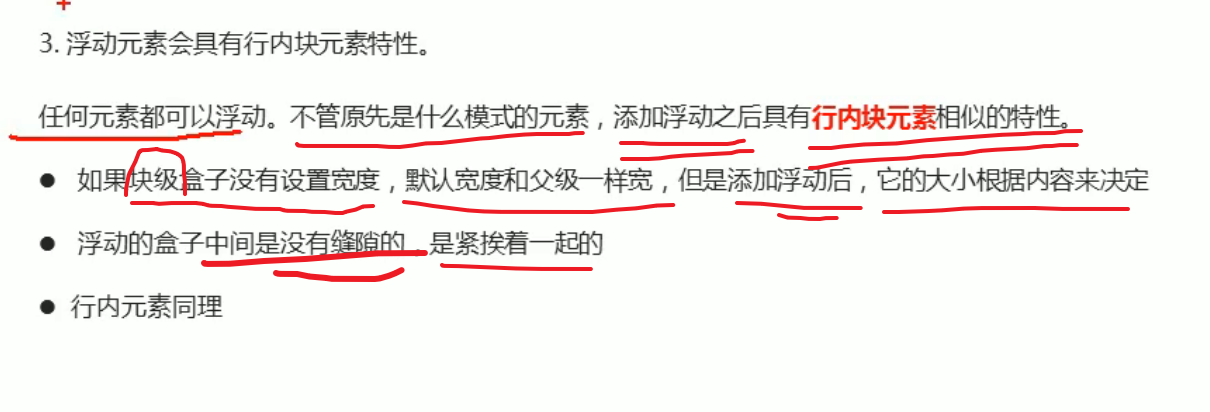 3. 浮动元素会具有行内块元素特性。
任何元素都可以浮动。不管原先是什么模式的元素，添加浮动之后具有行内块元素相似的特性。
● 如果块级盒子没有设置宽度，默认宽度和父级一样宽，但是添加浮动后，它的大小根据内容来决定
● 浮动的盒子中间是没有缝隙的，是紧挨着一起的
● 行内元素同理